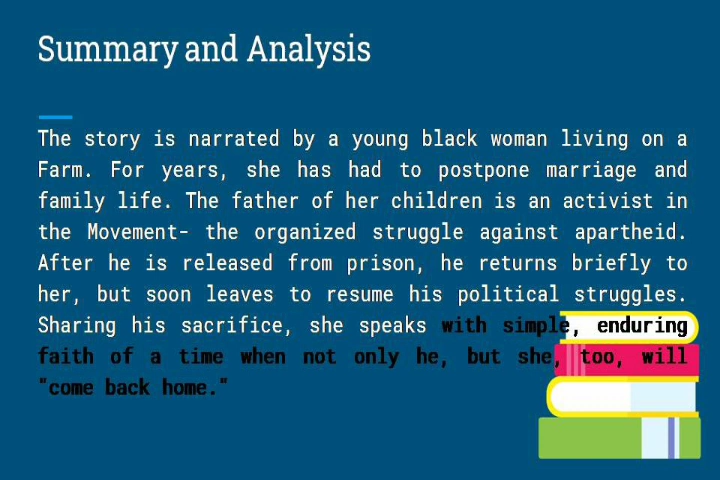 Summary and Analysis
The story is narrated by a young black woman living on a
Farm. For years, she has had to postpone marriage and
family life. The father of her children is an activist in
the Movement- the organized struggle against apartheid.
After he is released from prison, he returns briefly to
her, but soon leaves to resume his political struggles.
Sharing his sacrifice, she speaks with simple, enduring
faith of a time when not only he, but she, too, will
"come back home."